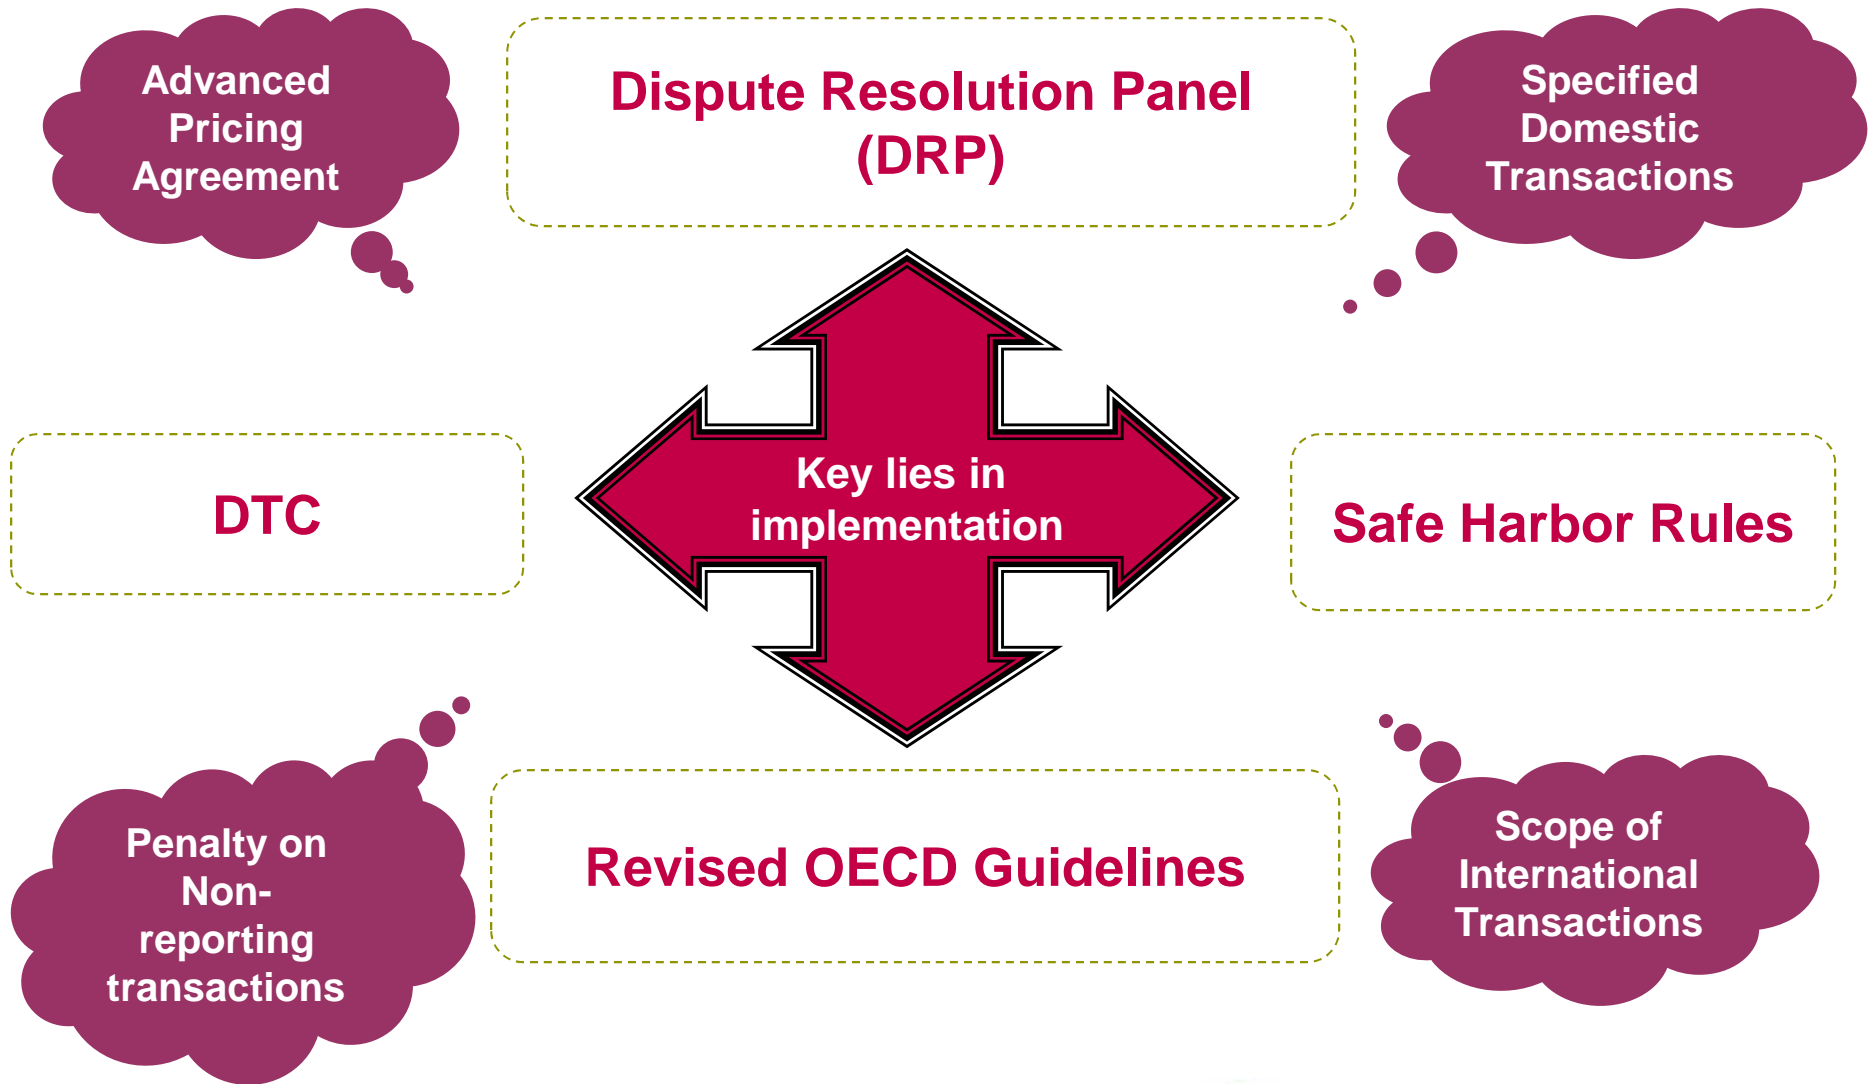 Advanced
Pricing
Agreement
Dispute Resolution Panel
(DRP)
Specified
Domestic
Transactions
DTC
Key lies in
implementation
Safe Harbor Rules
Penalty on
Non-
reporting
transactions
Revised OECD Guidelines
Scope of
International
Transactions